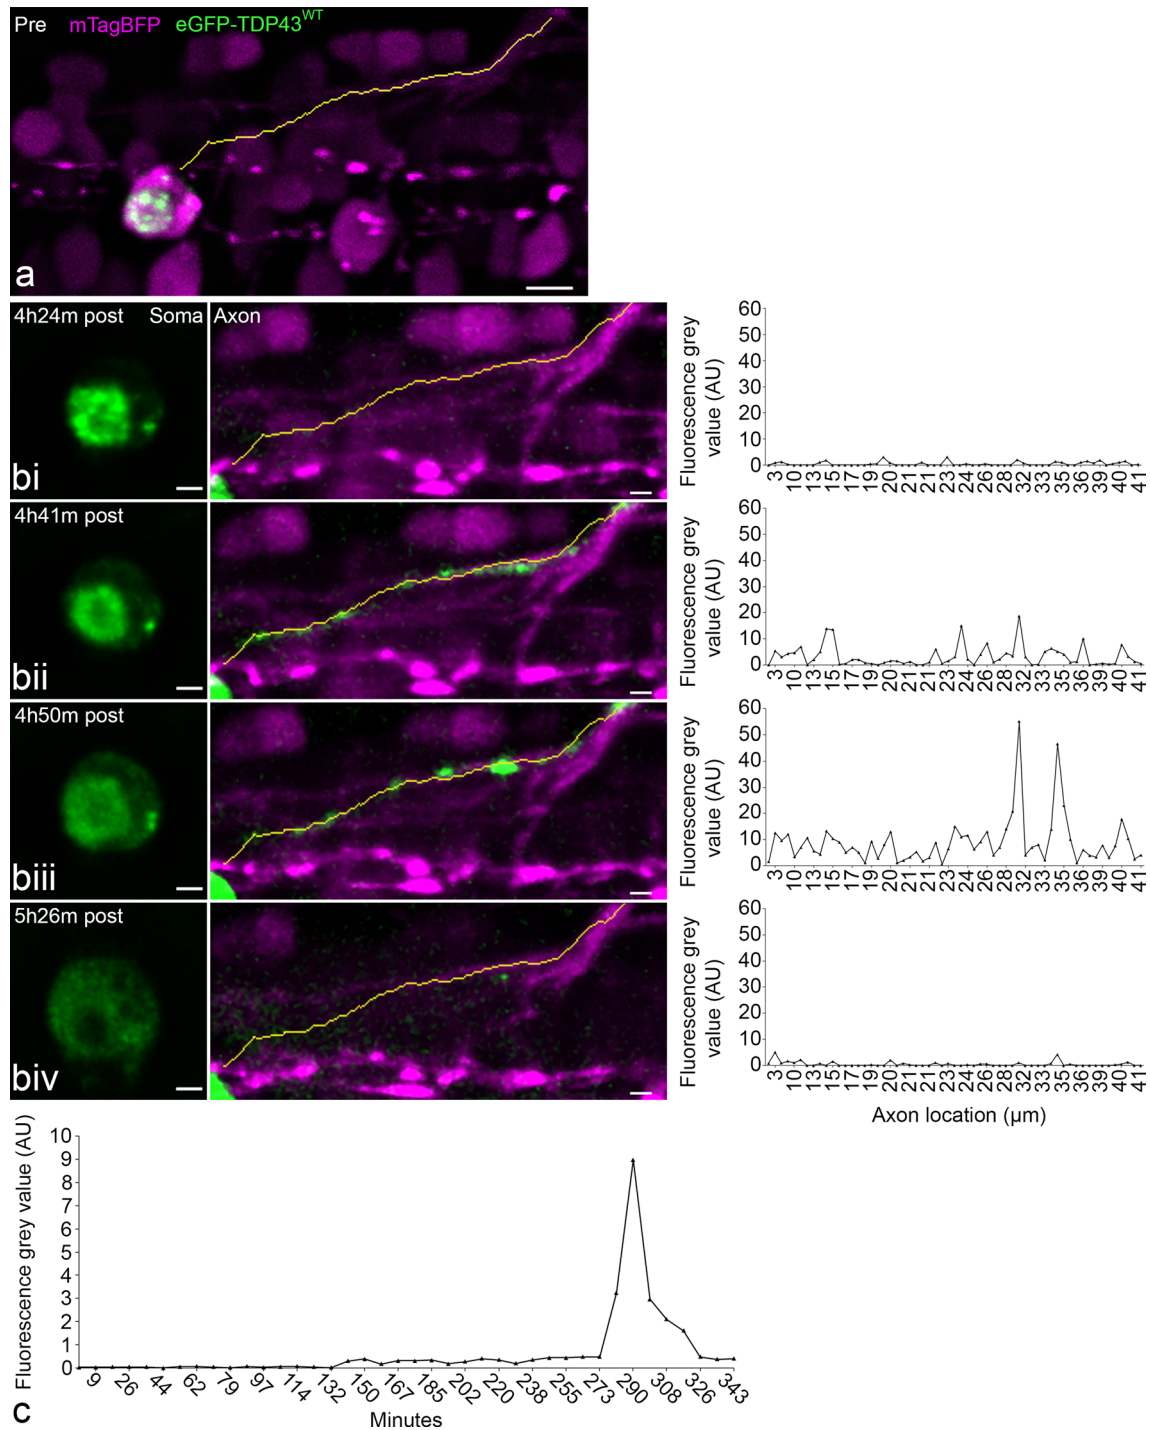 Pre mTagBFP eGFP-TDP43WT
a
4h24m post Soma Axon
bi
Fluorescence grey
value (AU)
60
50
40
30
20
10
0
3 10 13 15 17 19 20 21 21 23 24 26 28 32 35 36 39 40 41
4h41m post
bii
Fluorescence grey
value (AU)
60
50
40
30
20
10
0
3 10 13 15 17 19 20 21 21 23 24 26 28 32 35 36 39 40 41
4h50m post
biii
Fluorescence grey
value (AU)
60
50
40
30
20
10
0
3 10 13 15 17 19 20 21 21 23 24 26 28 32 35 36 39 40 41
5h26m post
biv
Fluorescence grey
value (AU)
60
50
40
30
20
10
0
3 10 13 15 17 19 20 21 21 23 24 26 28 32 35 36 39 40 41
Axon location (µm)
Fluorescence grey value (AU)
10
9
8
7
6
5
4
3
2
1
0
9 26 44 62 79 97 114 132 150 167 185 202 220 238 255 273 290 308 326 343
Minutes
c